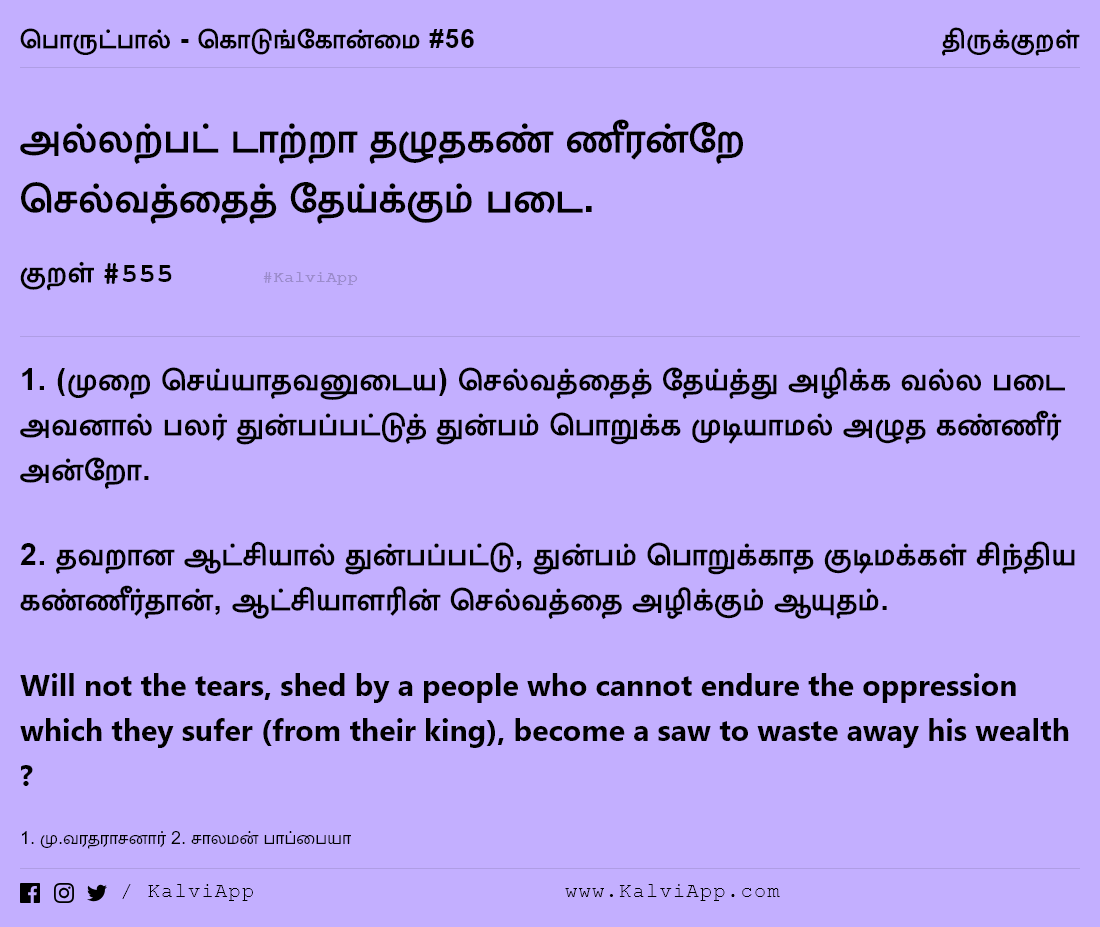 பொருட்பால் - கொடுங்கோன்மை #56 திருக்குறள்
அல்லற்பட் டாற்றா தழுதகண் ணீரன்றே
செல்வத்தைத் தேய்க்கும் படை.
குறள் #555 #KalviApp
1. (முறை செய்யாதவனுடைய) செல்வத்தைத் தேய்த்து அழிக்க வல்ல படை
அவனால் பலர் துன்பப்பட்டுத் துன்பம் பொறுக்க முடியாமல் அழுத கண்ணீர்
அன்றோ.
2. தவறான ஆட்சியால் துன்பப்பட்டு, துன்பம் பொறுக்காத குடிமக்கள் சிந்திய
கண்ணீர்தான், ஆட்சியாளரின் செல்வத்தை அழிக்கும் ஆயுதம்.
Will not the tears, shed by a people who cannot endure the oppression
which they sufer (from their king), become a saw to waste away his wealth
?
1. மு.வரதராசனார் 2. சாலமன் பாப்பையா
/ KalviApp www.KalviApp.com